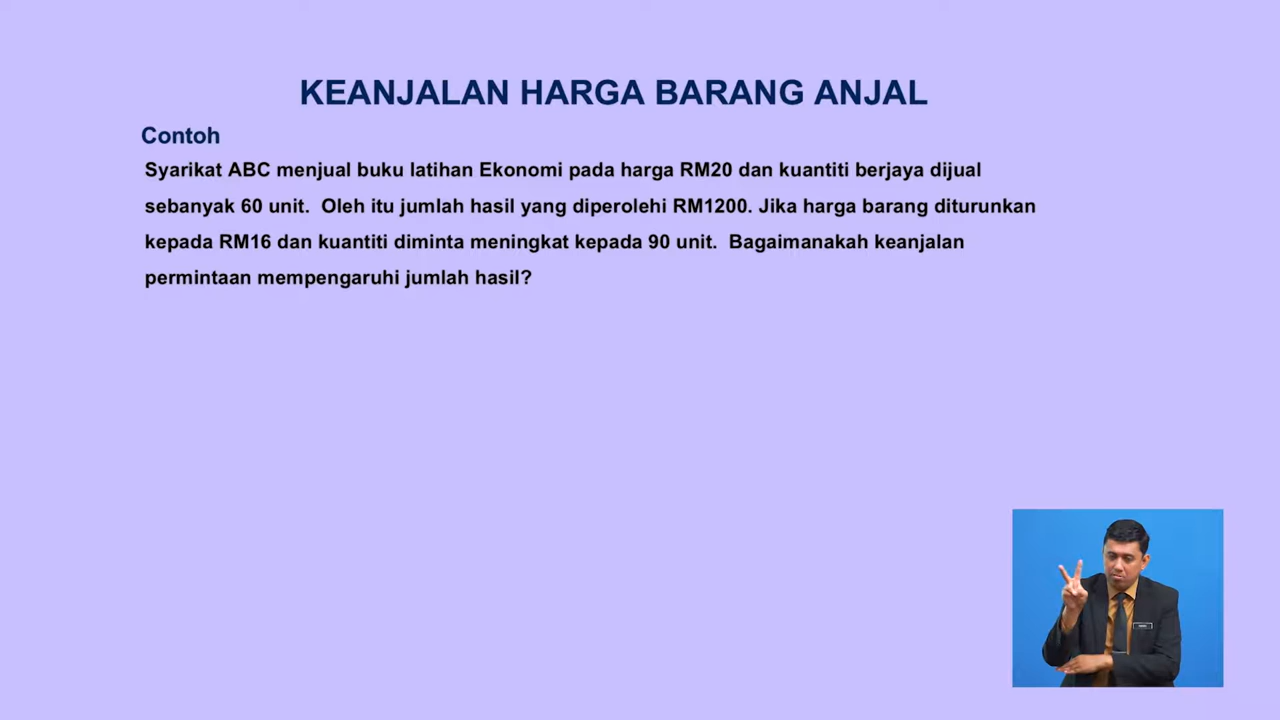 KEANJALAN HARGA BARANG ANJAL
Contoh
Syarikat ABC menjual buku latihan Ekonomi pada harga RM20 dan kuantiti berjaya dijual
sebanyak 60 unit. Oleh itu jumlah hasil yang diperolehi RM1200. Jika harga barang diturunkan
kepada RM16 dan kuantiti diminta meningkat kepada 90 unit. Bagaimanakah keanjalan
permintaan mempengaruhi jumlah hasil?